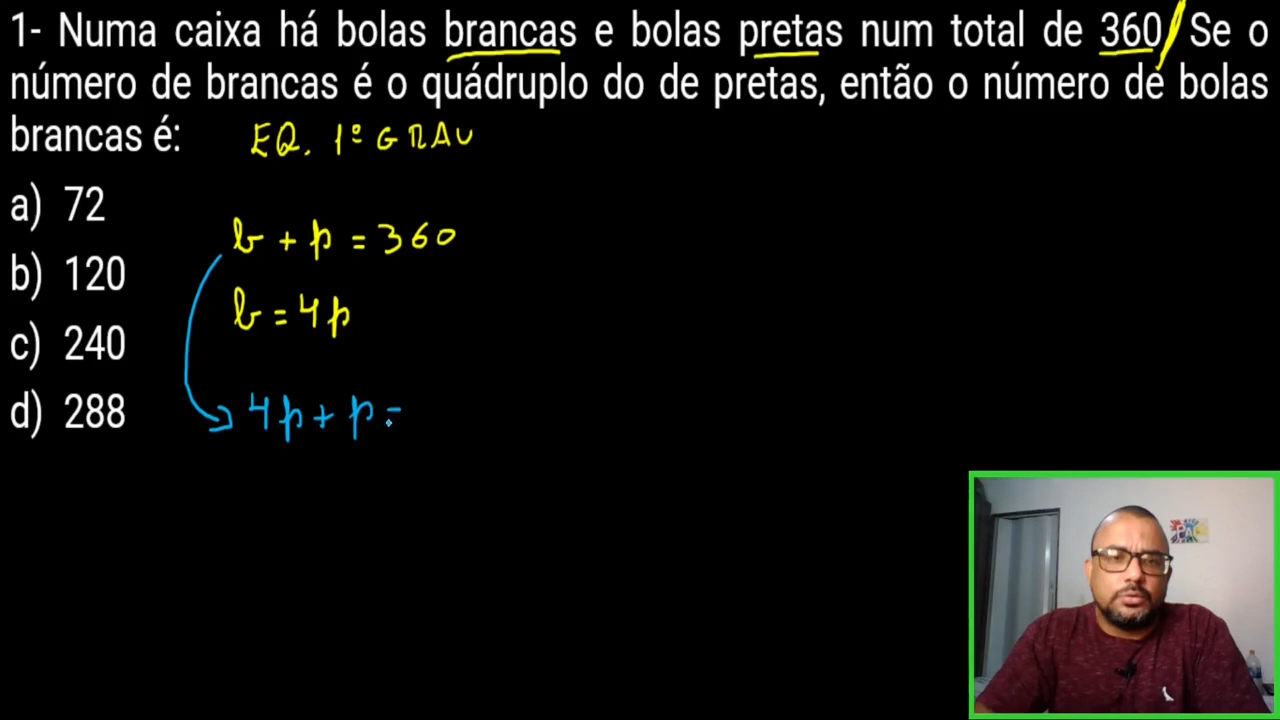 1- Numa caixa há bolas brancas e bolas pretas num total de 360 Se o
número de brancas é o quádruplo do de pretas, então o número de bolas
brancas é: EQ. 1º GRAU
a) 72
b + p = 360
b) 120
b = 4p
c) 240
d) 288
4p + p =